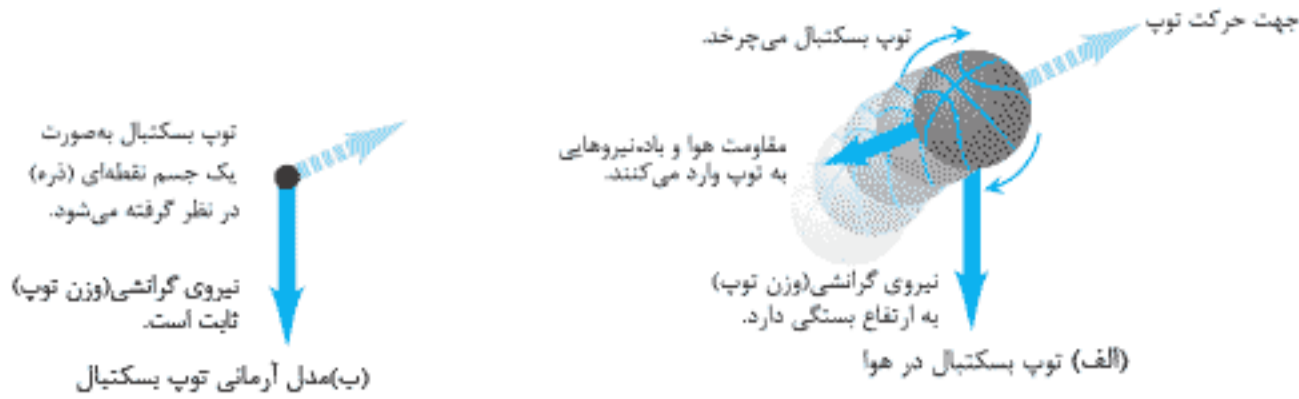 جهت حرکت توپ
توپ بسکتبال می‌چرخد.
مقاومت هوا و باد،نیروهایی
به توپ وارد می‌کنند.
نیروی گرانشی(وزن توپ)
به ارتفاع بستگی دارد.
(الف) توپ بسکتبال در هوا
توپ بسکتبال به‌صورت
یک جسم نقطه‌ای (ذره)
در نظر گرفته می‌شود.
نیروی گرانشی(وزن توپ)
ثابت است.
(ب)مدل آرمانی توپ بسکتبال